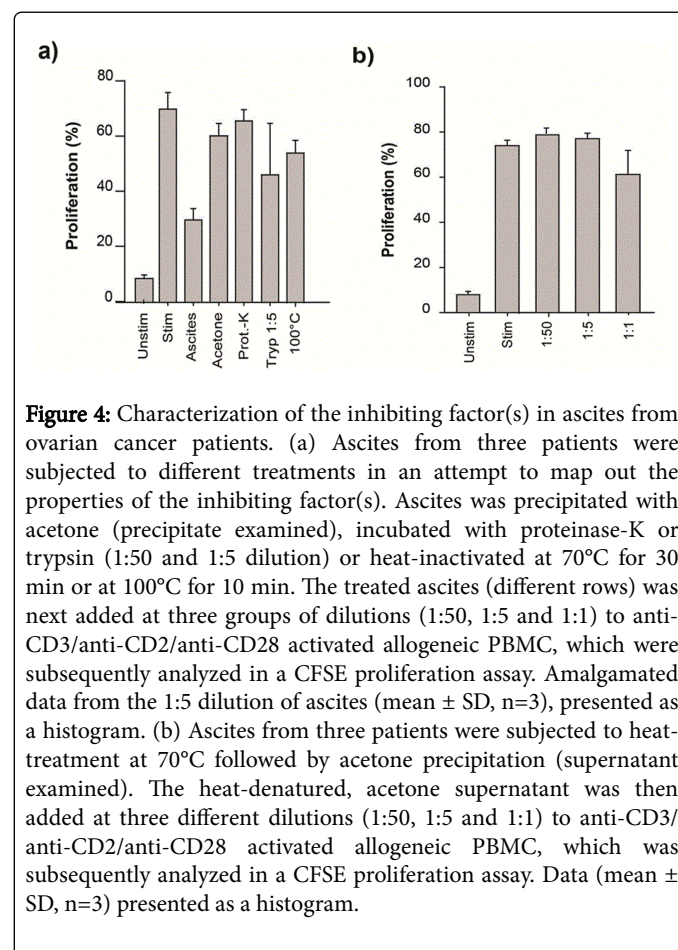 a)
80
60
40
20
0
Proliferation (%)
Unstim
Stim
Ascites
Acetone
Prot.-K
Tryp 1:5
100°C
b)
100
80
60
40
20
0
Proliferation (%)
Unstim
Stim
1:50
1:5
1:1
Figure 4: Characterization of the inhibiting factor(s) in ascites from
ovarian cancer patients. (a) Ascites from three patients were
subjected to different treatments in an attempt to map out the
properties of the inhibiting factor(s). Ascites was precipitated with
acetone (precipitate examined), incubated with proteinase-K or
trypsin (1:50 and 1:5 dilution) or heat-inactivated at 70°C for 30
min or at 100°C for 10 min. The treated ascites (different rows) was
next added at three groups of dilutions (1:50, 1:5 and 1:1) to anti-
CD3/anti-CD2/anti-CD28 activated allogeneic PBMC, which were
subsequently analyzed in a CFSE proliferation assay. Amalgamated
data from the 1:5 dilution of ascites (mean ± SD, n=3), presented as
a histogram. (b) Ascites from three patients were subjected to heat-
treatment at 70°C followed by acetone precipitation (supernatant
examined). The heat-denatured, acetone supernatant was then
added at three different dilutions (1:50, 1:5 and 1:1) to anti-CD3/
anti-CD2/anti-CD28 activated allogeneic PBMC, which was
subsequently analyzed in a CFSE proliferation assay. Data (mean ±
SD, n=3) presented as a histogram.